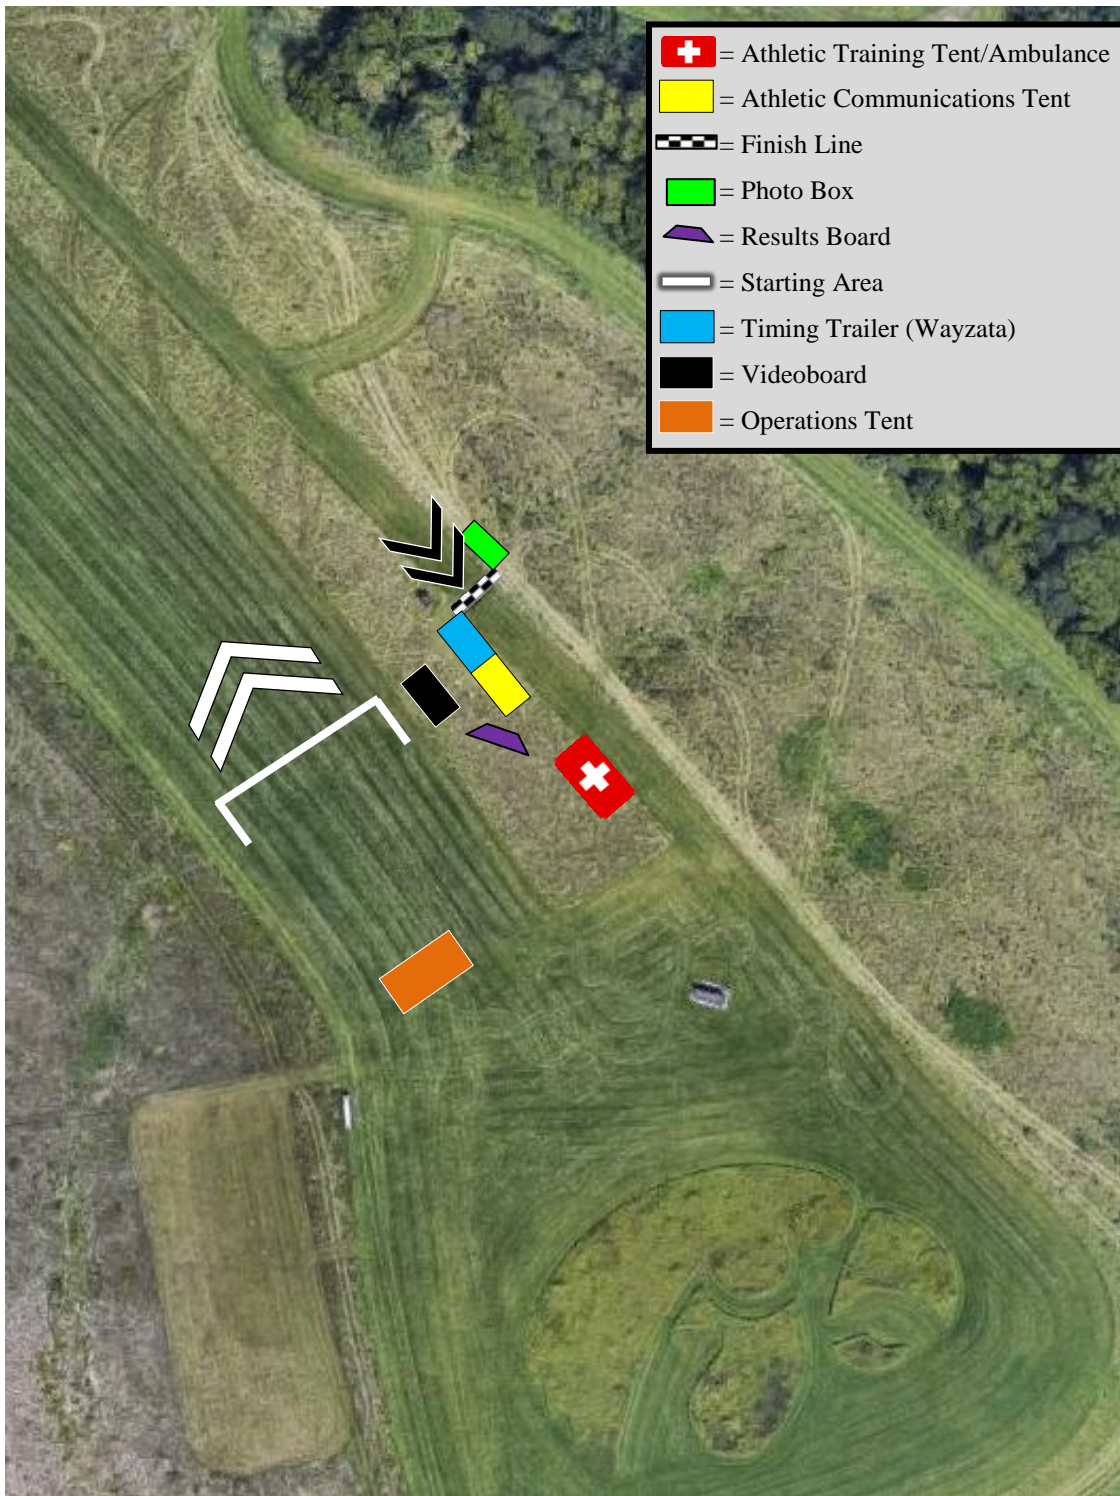 = Athletic Training Tent/Ambulance
= Athletic Communications Tent
= Finish Line
= Photo Box
= Results Board
= Starting Area
= Timing Trailer (Wayzata)
= Videoboard
= Operations Tent